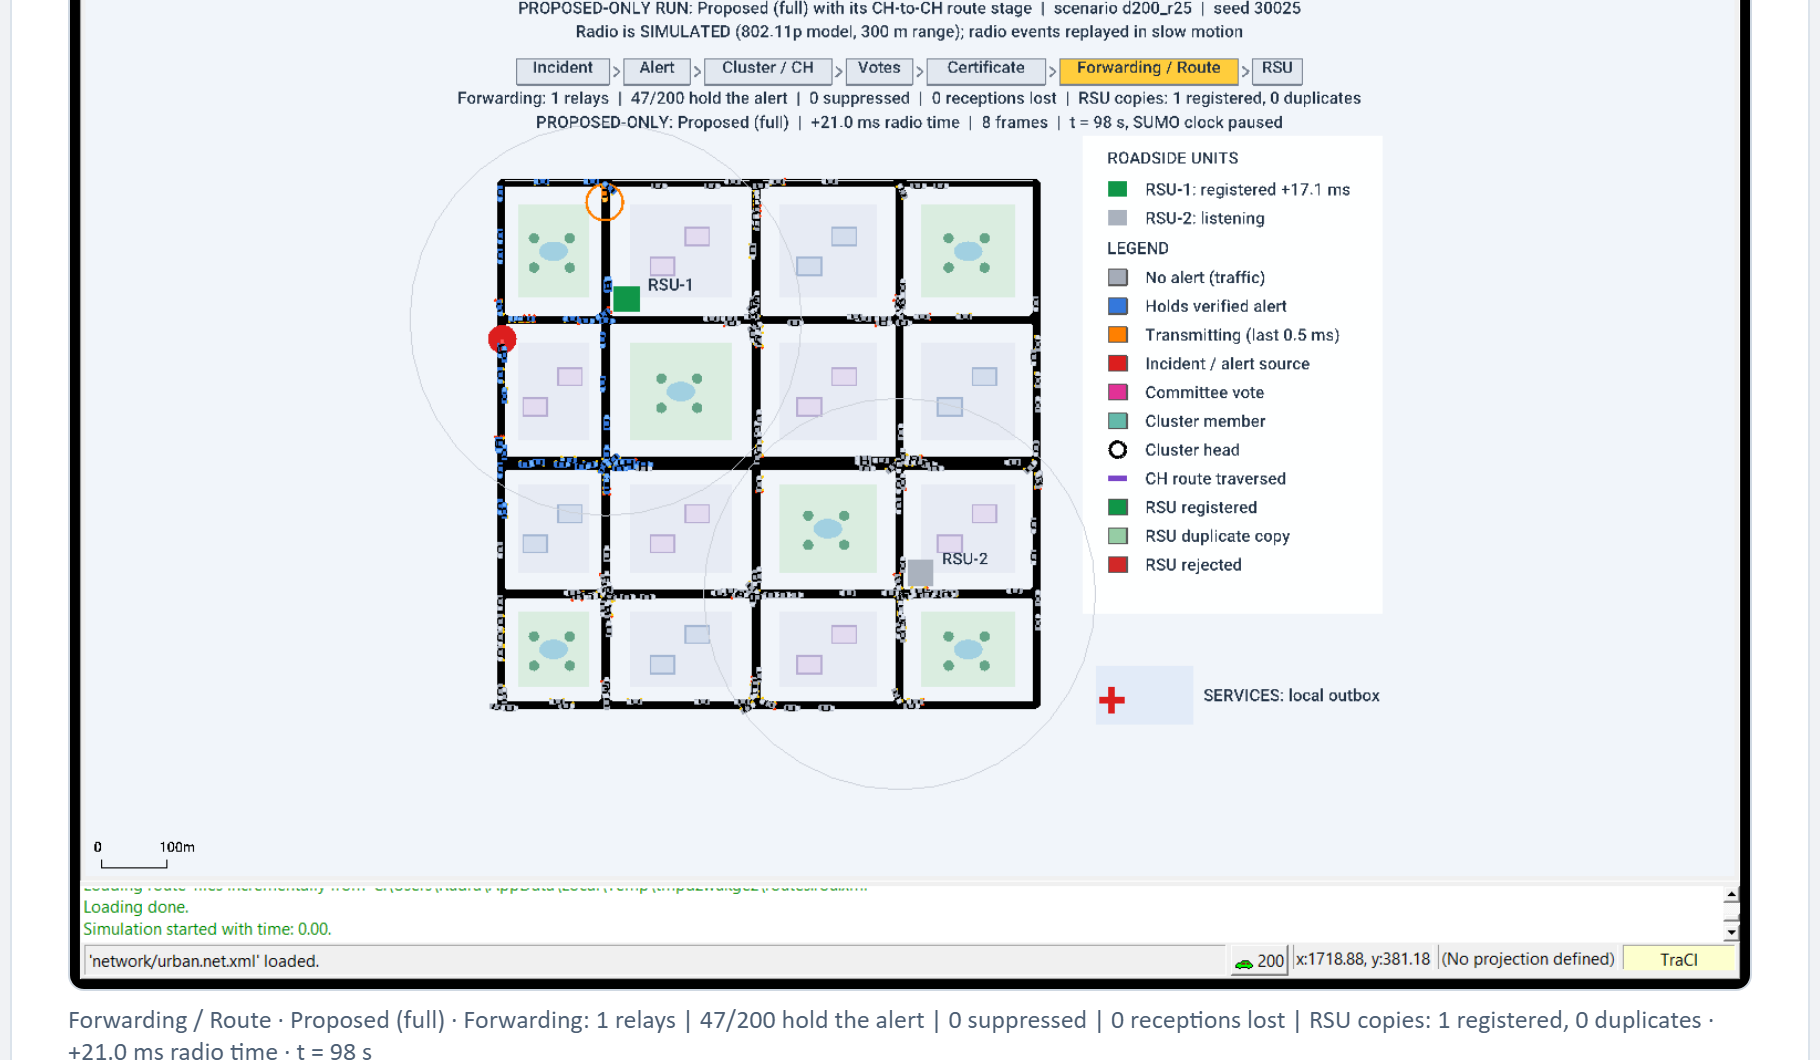 PROPOSED-ONLY RUN: Proposed (full) with its CH-to-CH route stage | scenario d200_r25 | seed 30025
Radio is SIMULATED (802.11p model, 300 m range); radio events replayed in slow motion
Incident > Alert > Cluster / CH > Votes > Certificate > Forwarding / Route > RSU
Forwarding: 1 relays | 47/200 hold the alert | 0 suppressed | 0 receptions lost | RSU copies: 1 registered, 0 duplicates
PROPOSED-ONLY: Proposed (full) | +21.0 ms radio time | 8 frames | t = 98 s, SUMO clock paused
ROADSIDE UNITS
RSU-1: registered +17.1 ms
RSU-2: listening
LEGEND
No alert (traffic)
Holds verified alert
Transmitting (last 0.5 ms)
Incident / alert source
Committee vote
Cluster member
Cluster head
CH route traversed
RSU registered
RSU duplicate copy
RSU rejected
RSU-1
RSU-2
SERVICES: local outbox
0 100m
Loading done.
Simulation started with time: 0.00.
'network/urban.net.xml' loaded.
200
x:1718.88, y:381.18
(No projection defined)
TraCI
Forwarding / Route · Proposed (full) · Forwarding: 1 relays | 47/200 hold the alert | 0 suppressed | 0 receptions lost | RSU copies: 1 registered, 0 duplicates ·
+21.0 ms radio time · t = 98 s